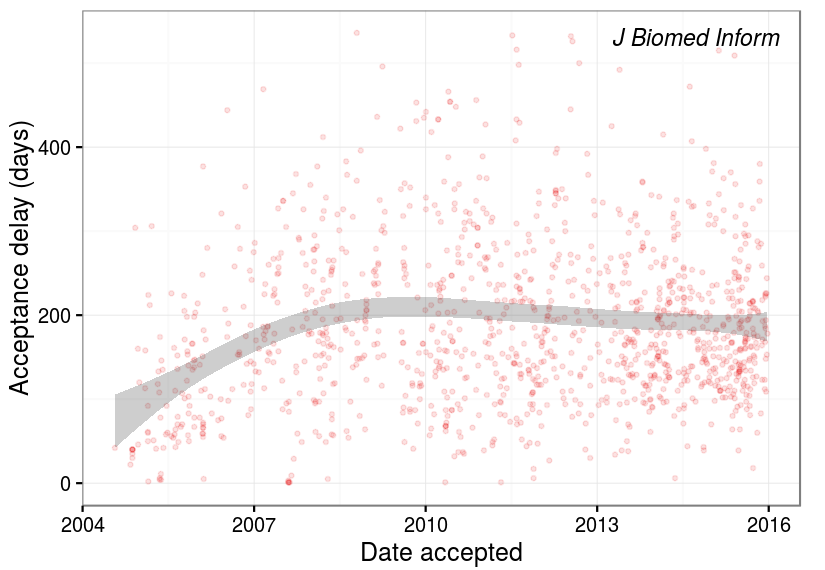 J Biomed Inform
Acceptance delay (days)
400
200
0
2004 2007 2010 2013 2016
Date accepted